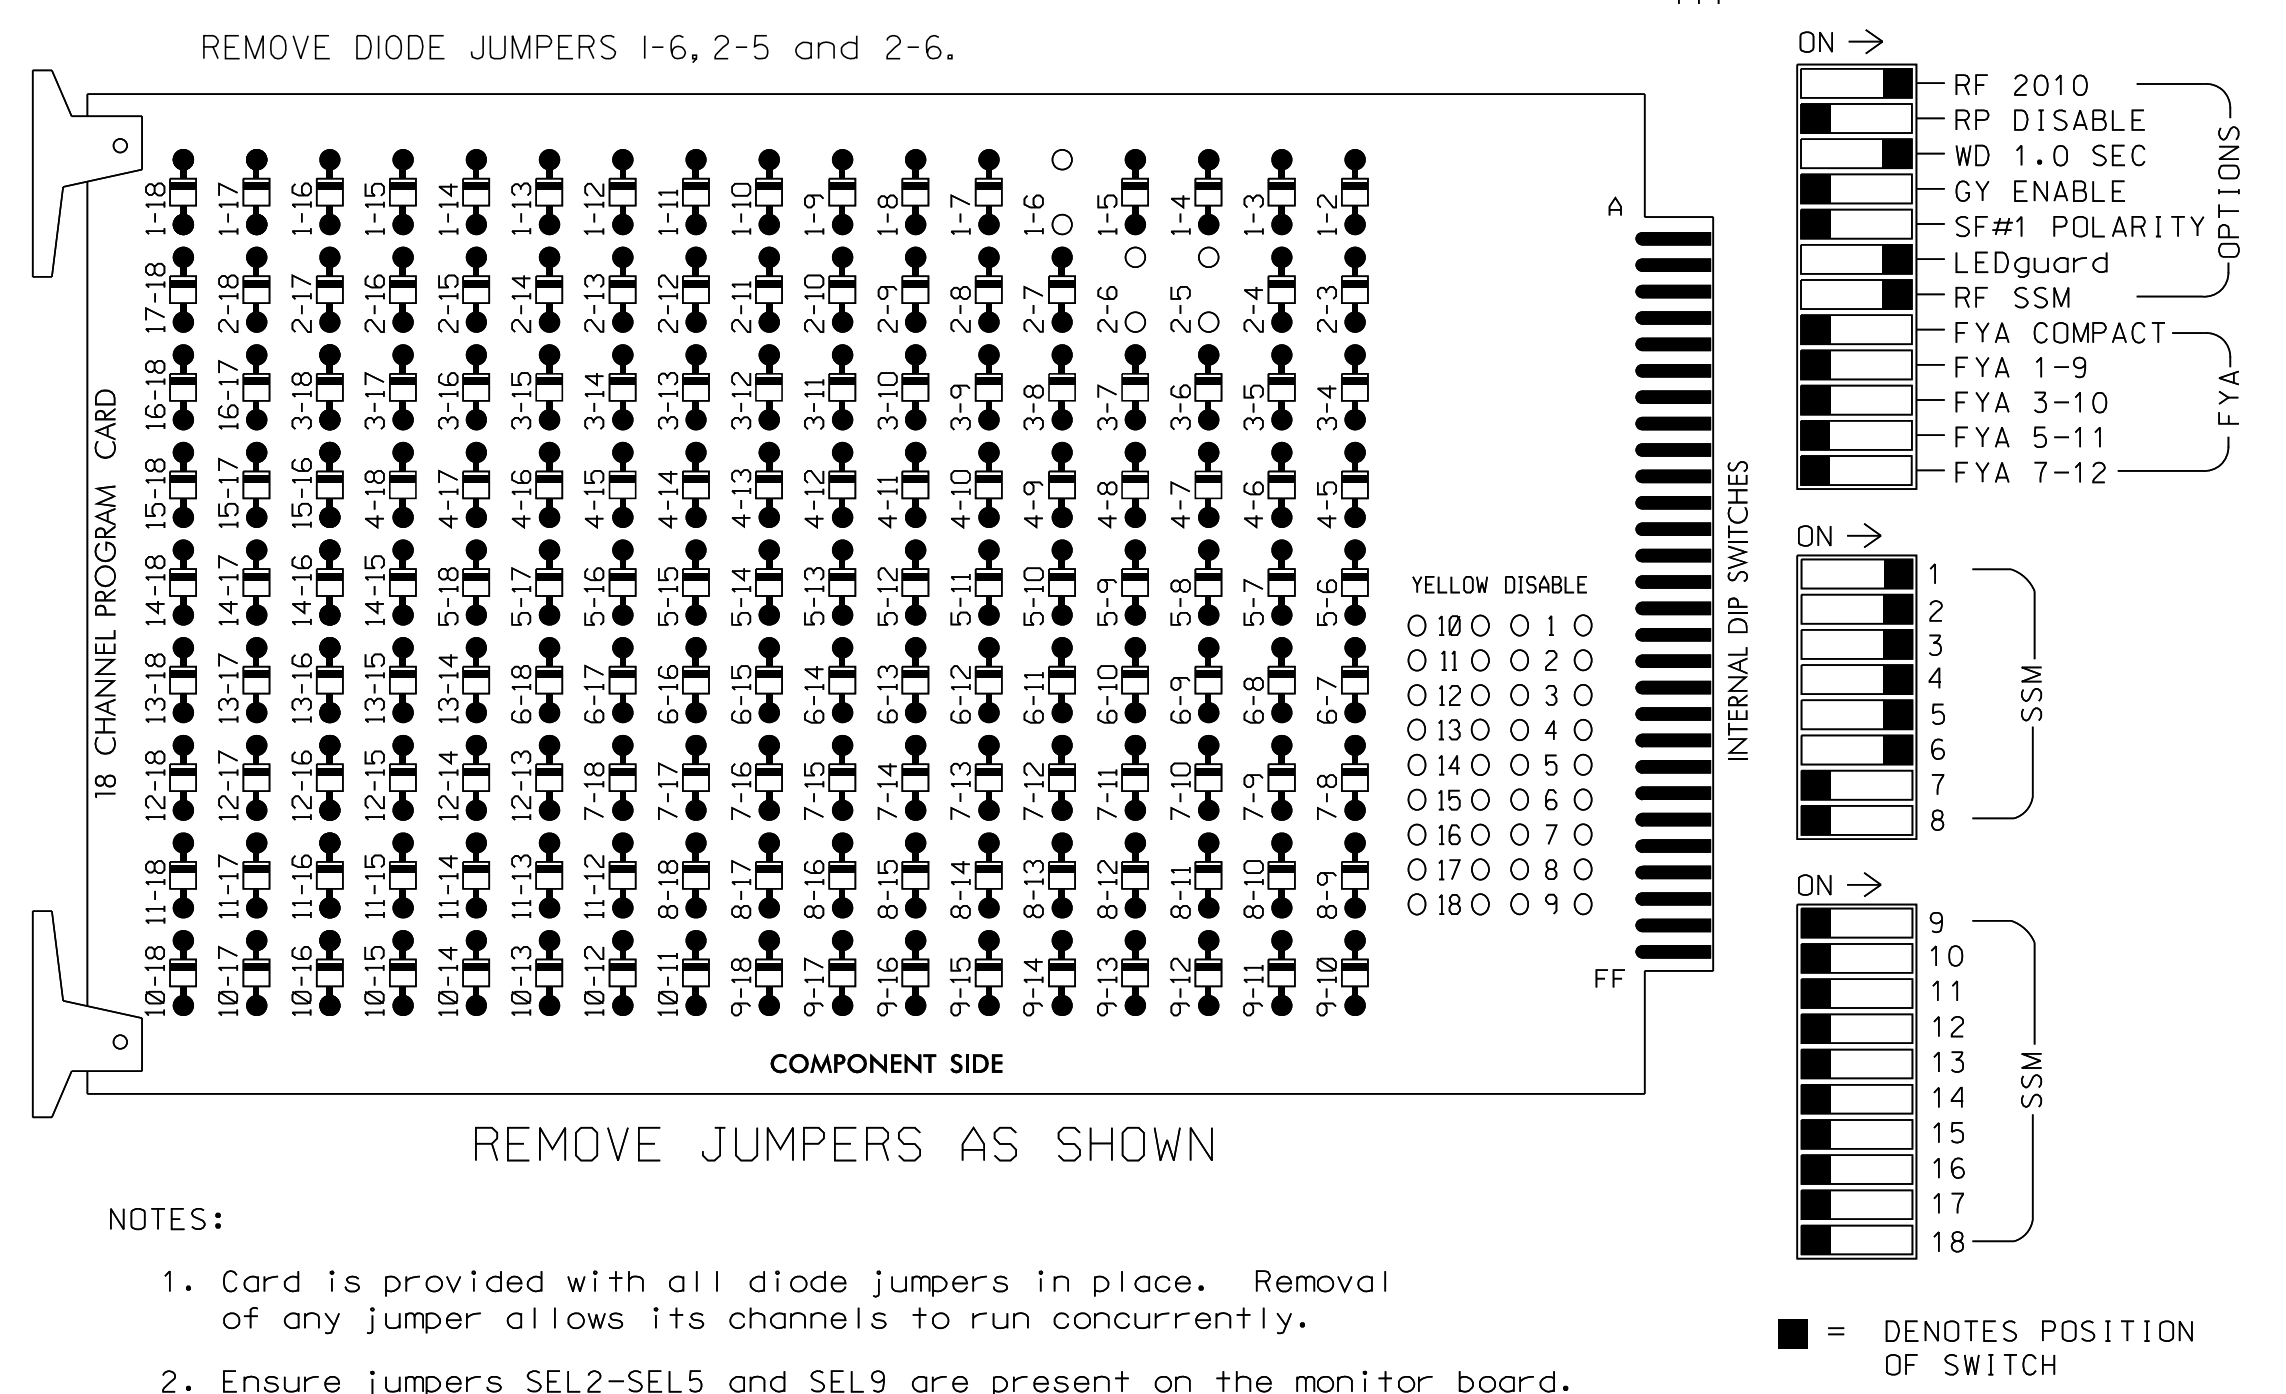 REMOVE DIODE JUMPERS 1-6, 2-5 and 2-6.
1-18 1-17 1-16 1-15 1-14 1-13 1-12 1-11 1-10 1-9 1-8 1-7 1-6 1-5 1-4 1-3 1-2
17-18 2-18 2-17 2-16 2-15 2-14 2-13 2-12 2-11 2-10 2-9 2-8 2-7 2-6 2-5 2-4 2-3
16-18 16-17 3-18 3-17 3-16 3-15 3-14 3-13 3-12 3-11 3-10 3-9 3-8 3-7 3-6 3-5 3-4
15-18 15-17 15-16 4-18 4-17 4-16 4-15 4-14 4-13 4-12 4-11 4-10 4-9 4-8 4-7 4-6 4-5
14-18 14-17 14-16 14-15 5-18 5-17 5-16 5-15 5-14 5-13 5-12 5-11 5-10 5-9 5-8 5-7 5-6
13-18 13-17 13-16 13-15 13-14 6-18 6-17 6-16 6-15 6-14 6-13 6-12 6-11 6-10 6-9 6-8 6-7
12-18 12-17 12-16 12-15 12-14 12-13 7-18 7-17 7-16 7-15 7-14 7-13 7-12 7-11 7-10 7-9 7-8
11-18 11-17 11-16 11-15 11-14 11-13 11-12 8-18 8-17 8-16 8-15 8-14 8-13 8-12 8-11 8-10 8-9
10-18 10-17 10-16 10-15 10-14 10-13 10-12 10-11 9-18 9-17 9-16 9-15 9-14 9-13 9-12 9-11 9-10
18 CHANNEL PROGRAM CARD
A
YELLOW DISABLE
10 1
11 2
12 3
13 4
14 5
15 6
16 7
17 8
18 9
FF
COMPONENT SIDE
INTERNAL DIP SWITCHES
ON
RF 2010
RP DISABLE
WD 1.0 SEC
GY ENABLE
SF#1 POLARITY
LEDguard
RF SSM
OPTIONS
FYA COMPACT
FYA 1-9
FYA 3-10
FYA 5-11
FYA 7-12
FYA
ON
1
2
3
4
5
6
7
8
SSM
ON
9
10
11
12
13
14
15
16
17
18
SSM
= DENOTES POSITION
OF SWITCH
REMOVE JUMPERS AS SHOWN
NOTES:
1. Card is provided with all diode jumpers in place. Removal
of any jumper allows its channels to run concurrently.
2. Ensure jumpers SEL2-SEL5 and SEL9 are present on the monitor board.